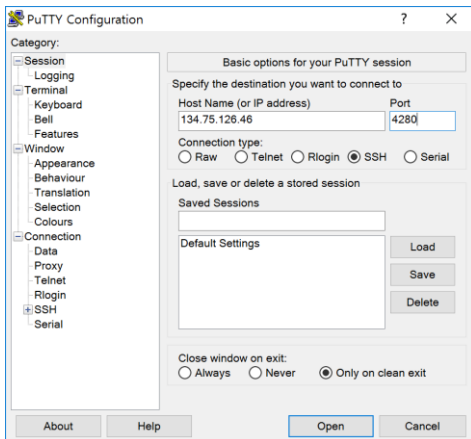 PuTTY Configuration
? ×
Category:
Session
Logging
Terminal
Keyboard
Bell
Features
Window
Appearance
Behaviour
Translation
Selection
Colours
Connection
Data
Proxy
Telnet
Rlogin
SSH
Serial
Basic options for your PuTTY session
Specify the destination you want to connect to
Host Name (or IP address) Port
134.75.126.46 4280
Connection type:
Raw Telnet Rlogin SSH Serial
Load, save or delete a stored session
Saved Sessions
Default Settings
Load
Save
Delete
Close window on exit:
Always Never Only on clean exit
About Help Open Cancel